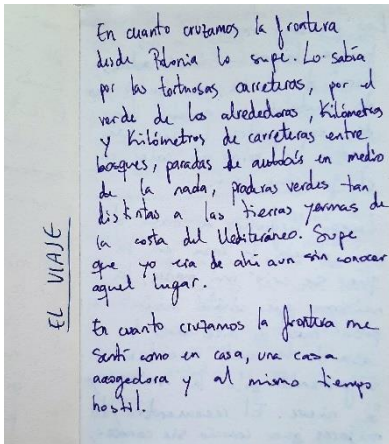 EL VIAJE
En cuanto cruzamos la frontera
desde Polonia lo supe. Lo sabía
por las tortuosas carreteras, por el
verde de los alrededores, kilómetros
y kilómetros de carreteras entre
bosques, paradas de autobús en medio
de la nada, praderas verdes tan
distintas a las tierras yermas de
la costa del Mediterráneo. Supe
que yo era de ahí aun sin conocer
aquel lugar.
En cuanto cruzamos la frontera me
sentí como en casa, una casa
acogedora y al mismo tiempo
hostil.